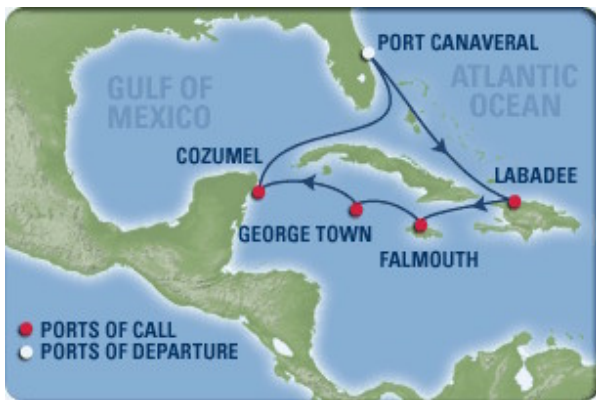 PORT CANAVERAL
GULF OF
MEXICO
ATLANTIC
OCEAN
COZUMEL
LABADEE
GEORGE TOWN
FALMOUTH
PORTS OF CALL
PORTS OF DEPARTURE